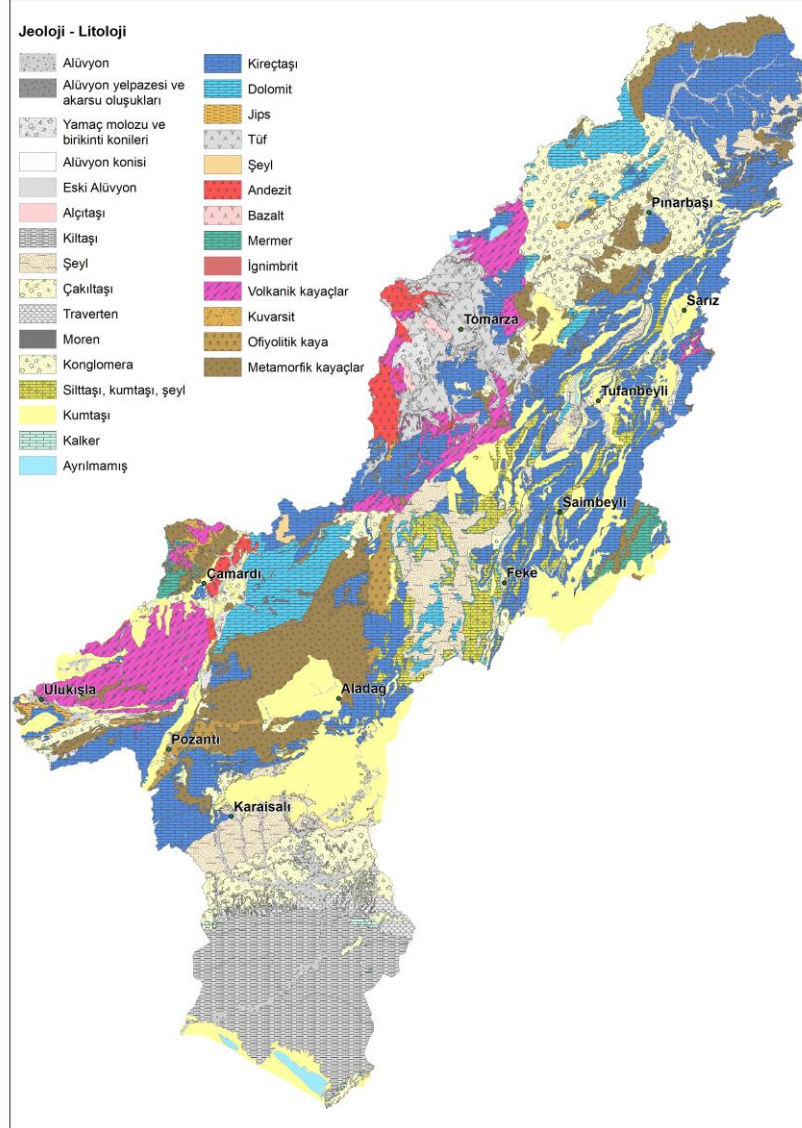 Jeoloji - Litoloji
Alüvyon
Alüvyon yelpazesi ve
akarsu oluşukları
Yamaç molozu ve
birikinti konileri
Alüvyon konisi
Eski Alüvyon
Alçıtaşı
Kiltaşı
Şeyl
Çakıltaşı
Traverten
Moren
Konglomera
Silttaşı, kumtaşı, şeyl
Kumtaşı
Kalker
Ayrılmamış
Kireçtaşı
Dolomit
Jips
Tüf
Şeyl
Andezit
Bazalt
Mermer
İgnimbrit
Volkanik kayaçlar
Kuvarsit
Ofiyolitik kaya
Metamorfik kayaçlar
Pınarbaşı
Sarız
Tomarza
Tufanbeyli
Saimbeyli
Feke
Çamardı
Ulukışla
Aladağ
Pozantı
Karaisalı